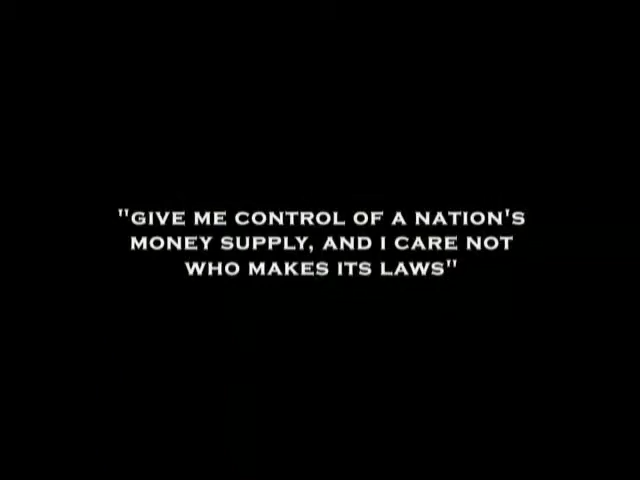 "GIVE ME CONTROL OF A NATION'S
MONEY SUPPLY, AND I CARE NOT
WHO MAKES ITS LAWS"